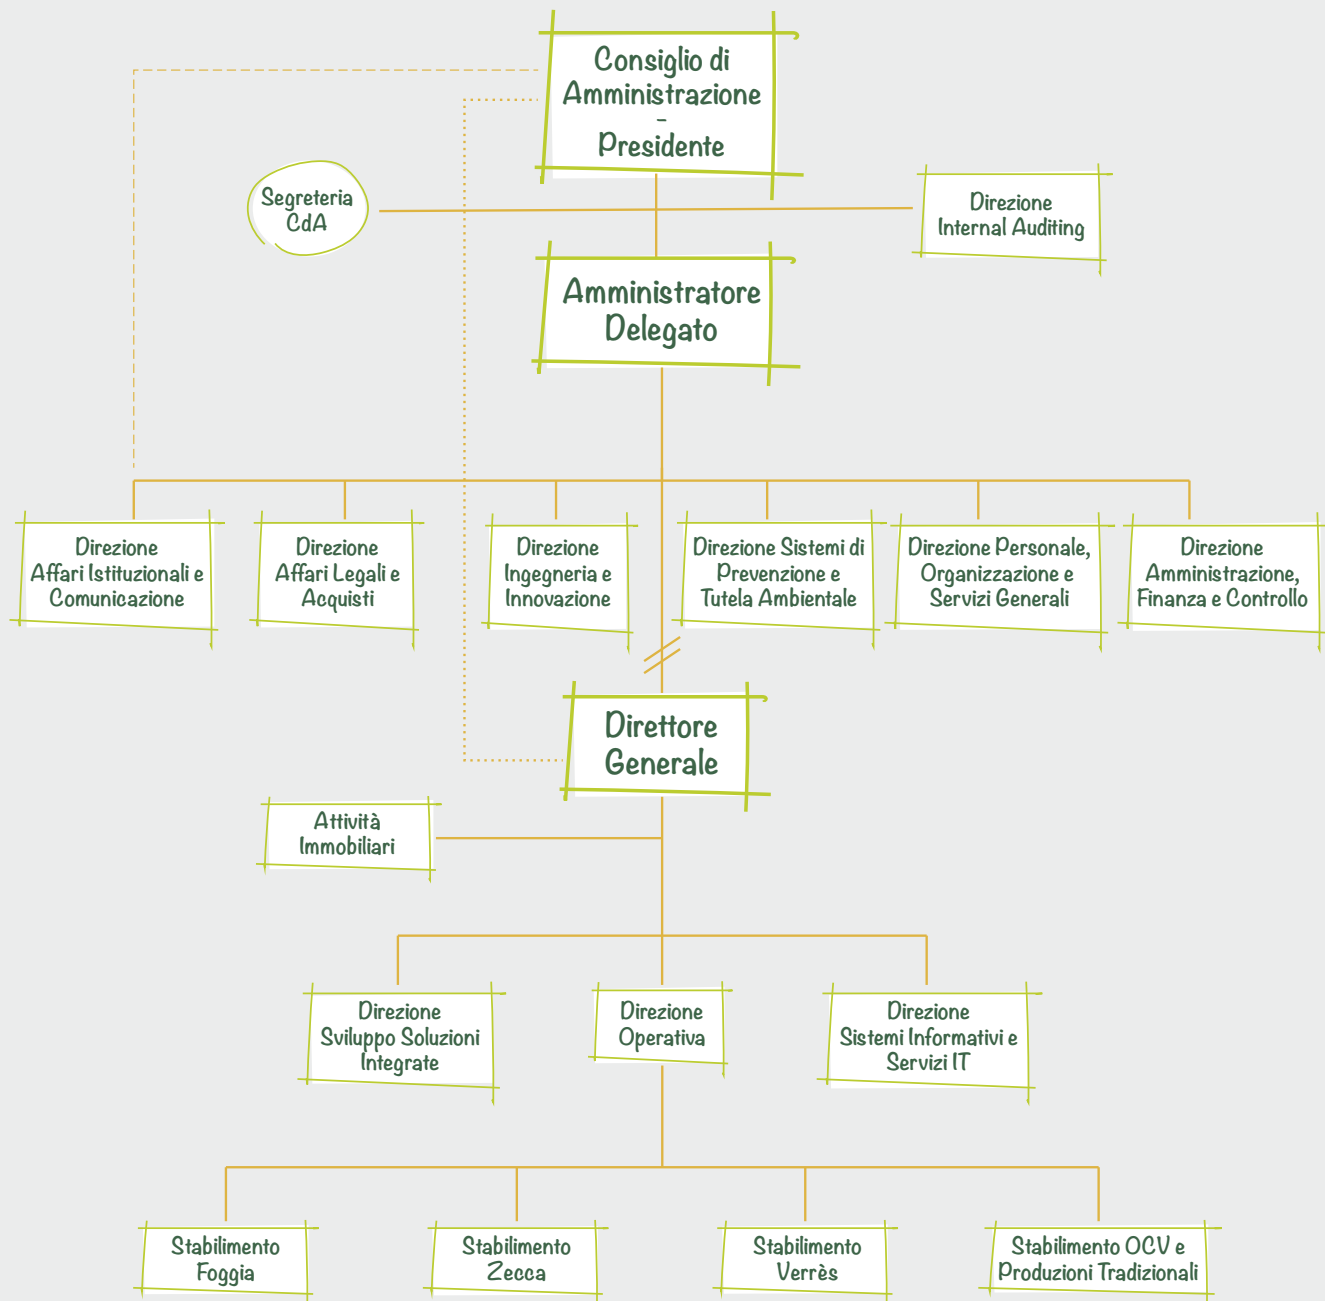 Consiglio di
Amministrazione
–
Presidente
Segreteria
CdA
Direzione
Internal Auditing
Amministratore
Delegato
Direzione
Affari Istituzionali e
Comunicazione
Direzione
Affari Legali e
Acquisti
Direzione
Ingegneria e
Innovazione
Direzione Sistemi di
Prevenzione e
Tutela Ambientale
Direzione Personale,
Organizzazione e
Servizi Generali
Direzione
Amministrazione,
Finanza e Controllo
Direttore
Generale
Attività
Immobiliari
Direzione
Sviluppo Soluzioni
Integrate
Direzione
Operativa
Direzione
Sistemi Informativi e
Servizi IT
Stabilimento
Foggia
Stabilimento
Zecca
Stabilimento
Verrès
Stabilimento OCV e
Produzioni Tradizionali